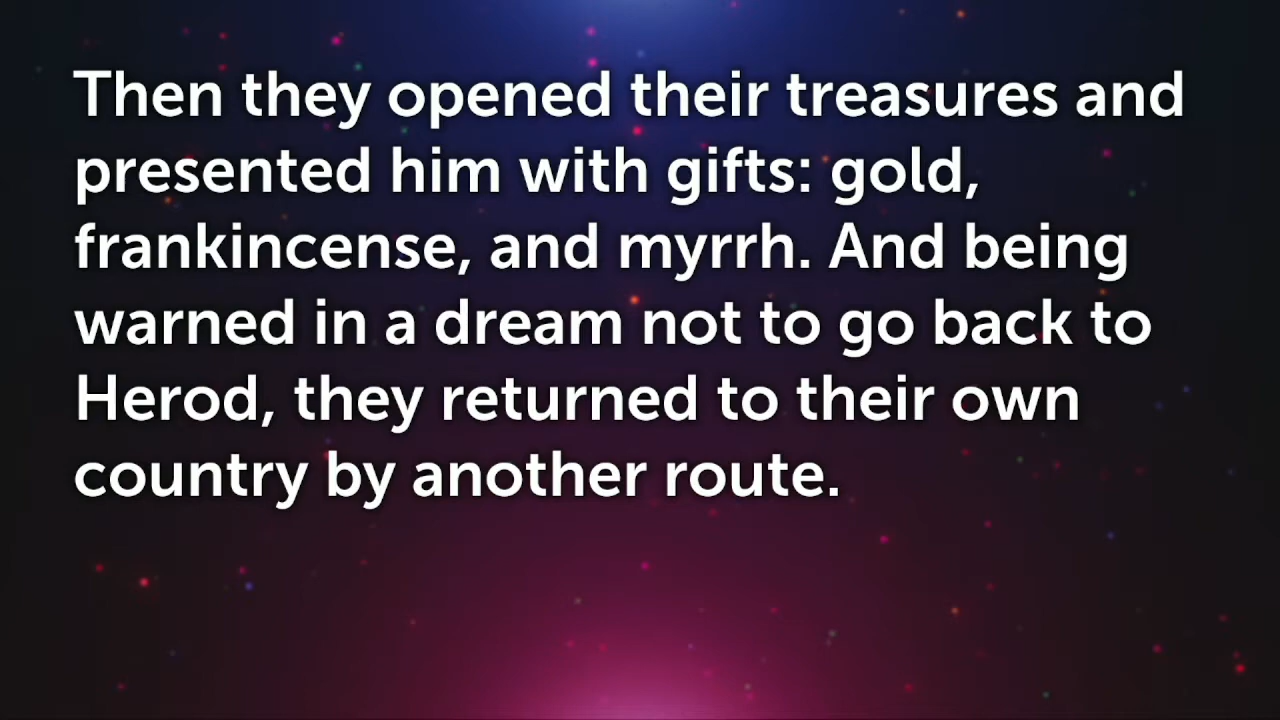 Then they opened their treasures and
presented him with gifts: gold,
frankincense, and myrrh. And being
warned in a dream not to go back to
Herod, they returned to their own
country by another route.